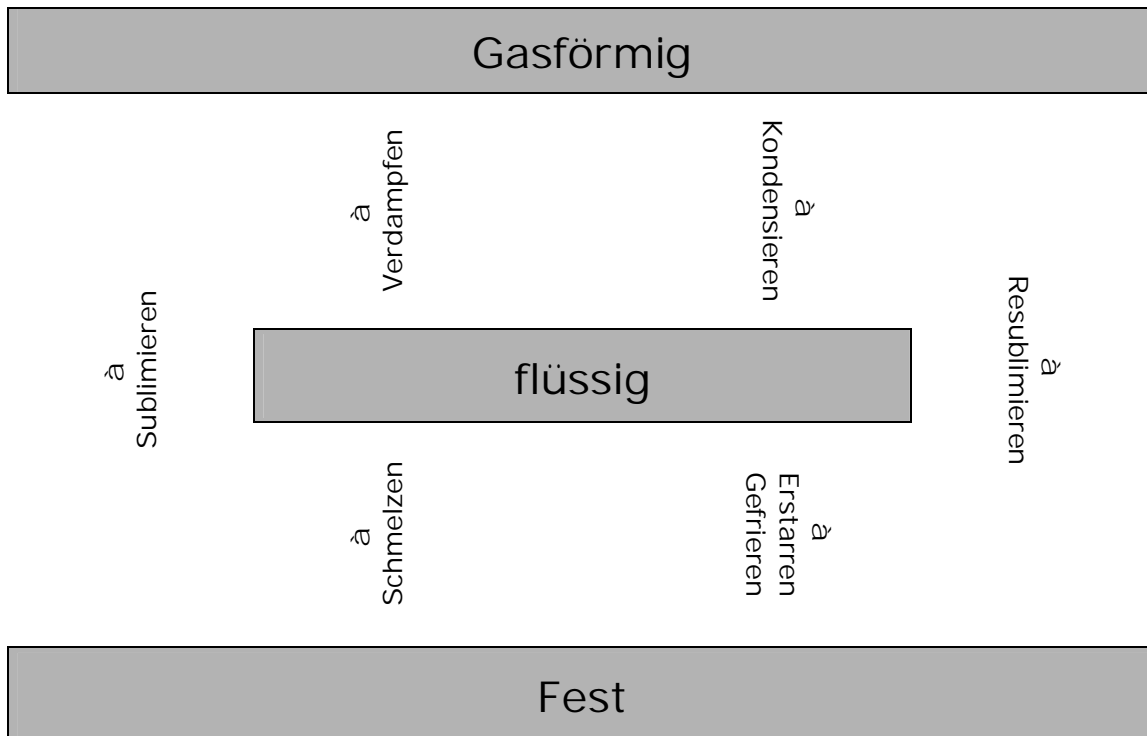 Gasförmig
à
Verdampfen
Kondensieren
à
à
Sublimieren
flüssig
Resublimieren
à
à
Schmelzen
à
Erstarren
Gefrieren
Fest